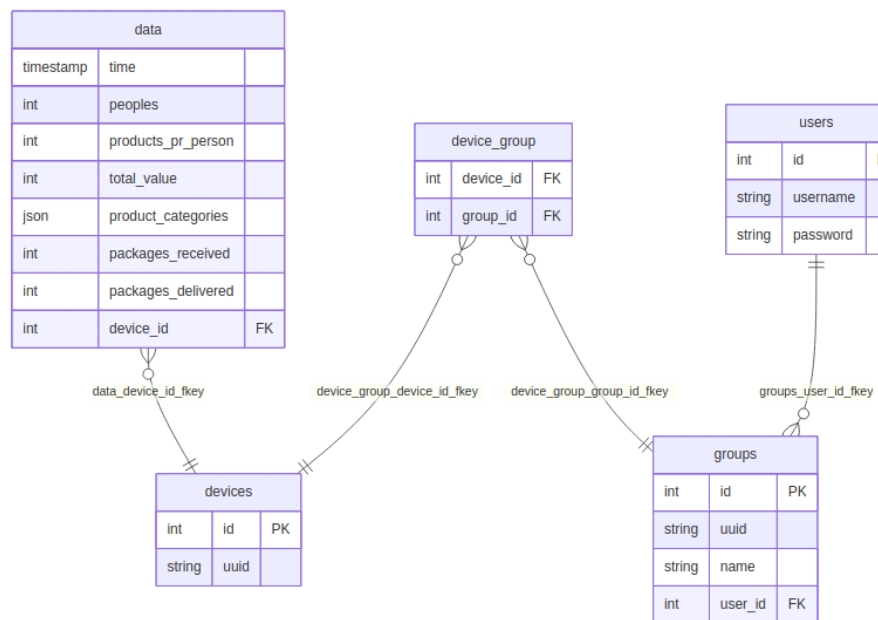 data
timestamp time
int peoples
int products_pr_person
int total_value
json product_categories
int packages_received
int packages_delivered
int device_id FK
device_group
int device_id FK
int group_id FK
users
int id
string username
string password
data_device_id_fkey
device_group_device_id_fkey
device_group_group_id_fkey
groups_user_id_fkey
devices
int id PK
string uuid
groups
int id PK
string uuid
string name
int user_id FK